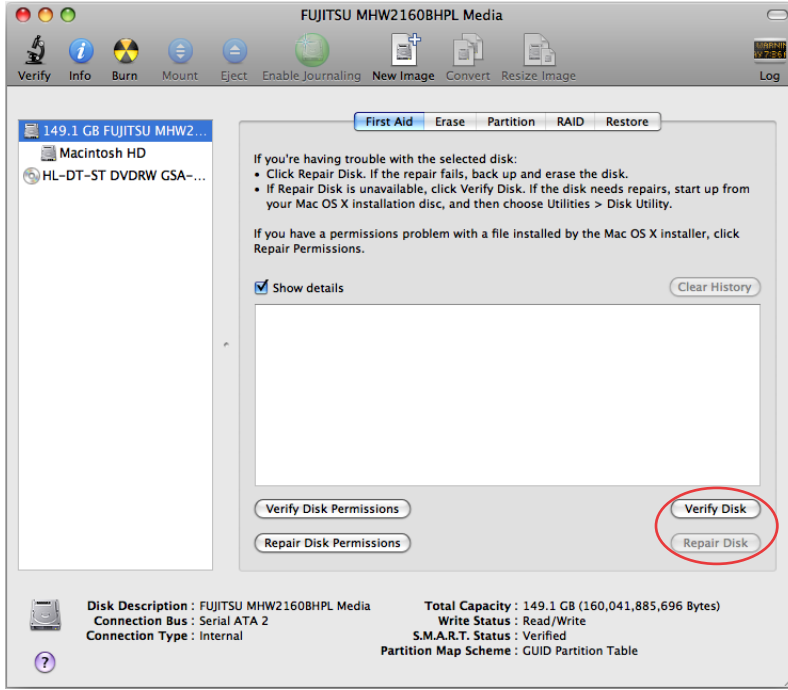 FUJITSU MHW2160BHPL Media
Verify Info Burn Mount Eject Enable Journaling New Image Convert Resize Image Log
149.1 GB FUJITSU MHW2...
Macintosh HD
HL-DT-ST DVDRW GSA-...
First Aid Erase Partition RAID Restore
If you're having trouble with the selected disk:
• Click Repair Disk. If the repair fails, back up and erase the disk.
• If Repair Disk is unavailable, click Verify Disk. If the disk needs repairs, start up from
your Mac OS X installation disc, and then choose Utilities > Disk Utility.
If you have a permissions problem with a file installed by the Mac OS X installer, click
Repair Permissions.
Show details
Clear History
Verify Disk Permissions
Verify Disk
Repair Disk Permissions
Repair Disk
Disk Description : FUJITSU MHW2160BHPL Media
Connection Bus : Serial ATA 2
Connection Type : Internal
Total Capacity : 149.1 GB (160,041,885,696 Bytes)
Write Status : Read/Write
S.M.A.R.T. Status : Verified
Partition Map Scheme : GUID Partition Table
?